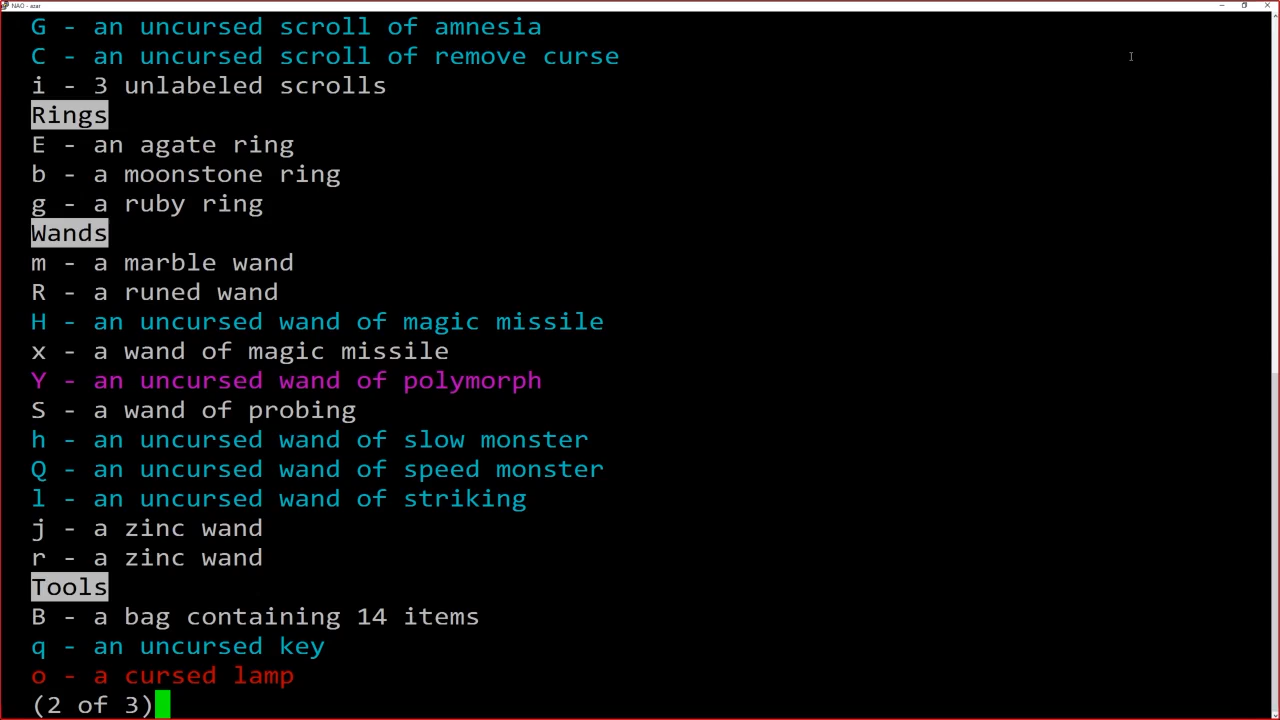 NAO - azar
G - an uncursed scroll of amnesia
C - an uncursed scroll of remove curse
i - 3 unlabeled scrolls
Rings
E - an agate ring
b - a moonstone ring
g - a ruby ring
Wands
m - a marble wand
R - a runed wand
H - an uncursed wand of magic missile
x - a wand of magic missile
Y - an uncursed wand of polymorph
S - a wand of probing
h - an uncursed wand of slow monster
Q - an uncursed wand of speed monster
l - an uncursed wand of striking
j - a zinc wand
r - a zinc wand
Tools
B - a bag containing 14 items
q - an uncursed key
o - a cursed lamp
(2 of 3)